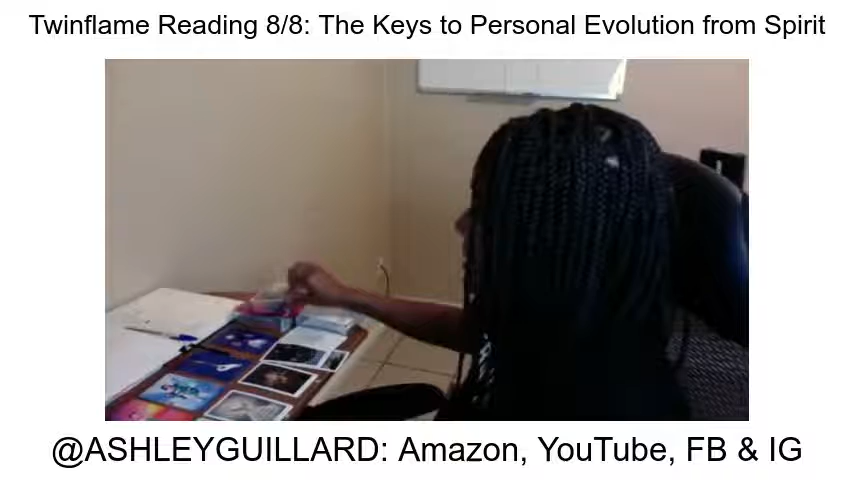 Twinflame Reading 8/8: The Keys to Personal Evolution from Spirit
@ASHLEYGUILLARD: Amazon, YouTube, FB & IG